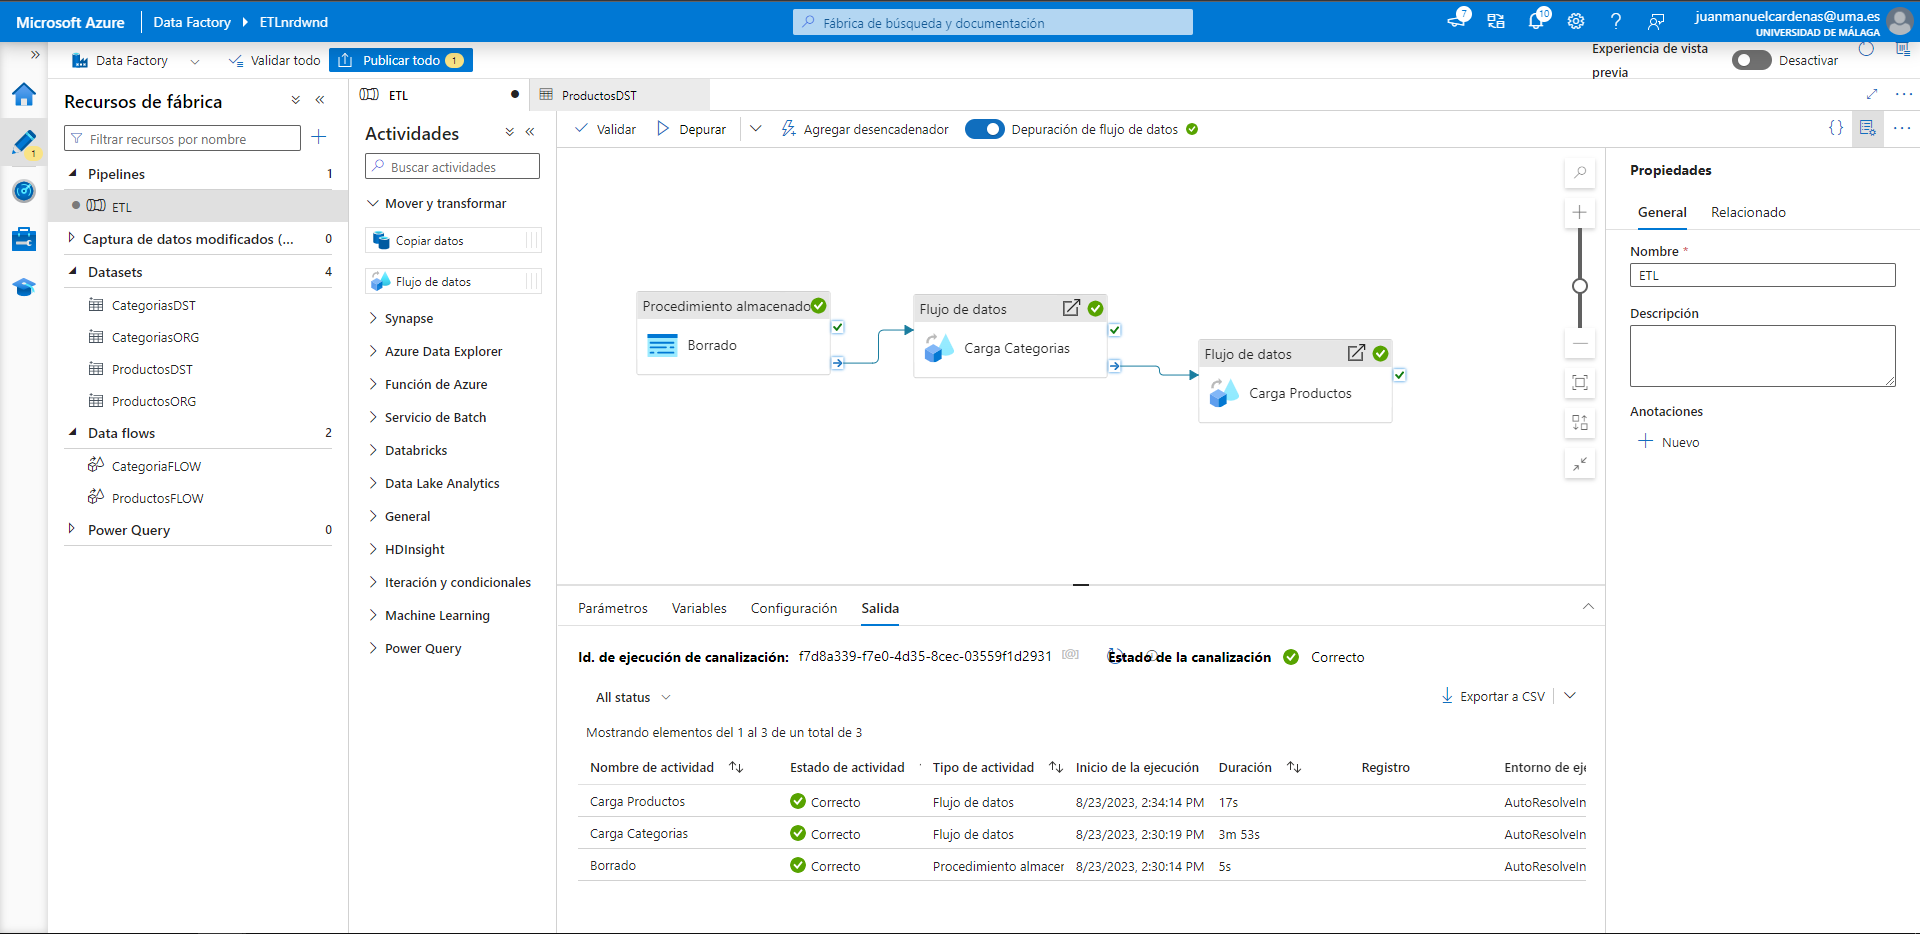 Microsoft Azure
Data Factory
ETLnrdwnd
Fábrica de búsqueda y documentación
7
10
juanmanuelcardenas@uma.es
UNIVERSIDAD DE MÁLAGA
Data Factory
Validar todo
Publicar todo 1
Experiencia de vista
previa
Desactivar
1
Recursos de fábrica
Filtrar recursos por nombre
Pipelines 1
ETL
Captura de datos modificados (... 0
Datasets 4
CategoriasDST
CategoriasORG
ProductosDST
ProductosORG
Data flows 2
CategoriaFLOW
ProductosFLOW
Power Query 0
ETL
ProductosDST
Actividades
Buscar actividades
Mover y transformar
Copiar datos
Flujo de datos
Synapse
Azure Data Explorer
Función de Azure
Servicio de Batch
Databricks
Data Lake Analytics
General
HDInsight
Iteración y condicionales
Machine Learning
Power Query
Validar
Depurar
Agregar desencadenador
Depuración de flujo de datos
{}
Procedimiento almacenado
Borrado
Flujo de datos
Carga Categorias
Flujo de datos
Carga Productos
Propiedades
General
Relacionado
Nombre *
ETL
Descripción
Anotaciones
Nuevo
Parámetros
Variables
Configuración
Salida
Id. de ejecución de canalización: f7d8a339-f7e0-4d35-8cec-03559f1d2931 [@]
Estado de la canalización Correcto
All status
Exportar a CSV
Mostrando elementos del 1 al 3 de un total de 3
Nombre de actividad Estado de actividad Tipo de actividad Inicio de la ejecución Duración Registro Entorno de eje
Carga Productos Correcto Flujo de datos 8/23/2023, 2:34:14 PM 17s AutoResolveIn
Carga Categorias Correcto Flujo de datos 8/23/2023, 2:30:19 PM 3m 53s AutoResolveIn
Borrado Correcto Procedimiento almacer 8/23/2023, 2:30:14 PM 5s AutoResolveIn